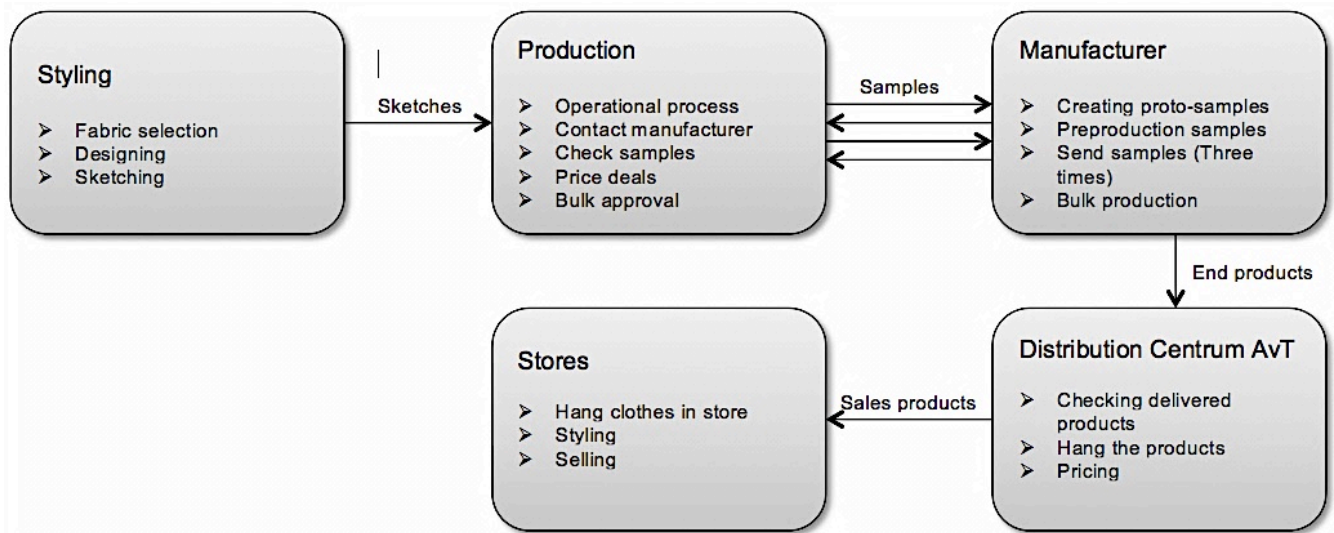 Styling
Fabric selection
Designing
Sketching
Sketches
Production
Operational process
Contact manufacturer
Check samples
Price deals
Bulk approval
Samples
Manufacturer
Creating proto-samples
Preproduction samples
Send samples (Three
times)
Bulk production
End products
Distribution Centrum AvT
Checking delivered
products
Hang the products
Pricing
Sales products
Stores
Hang clothes in store
Styling
Selling